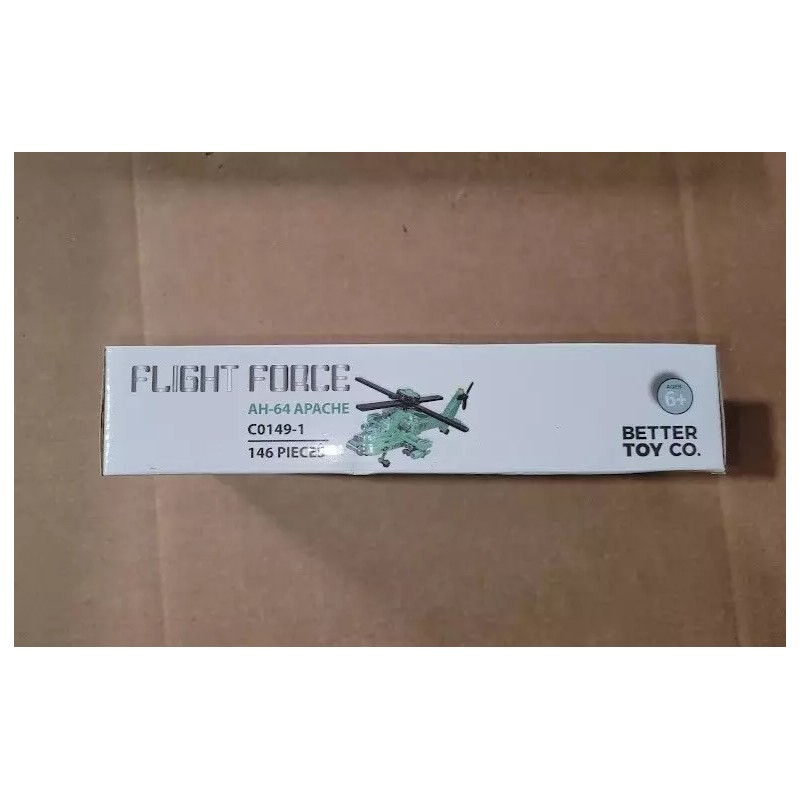 FLIGHT FORCE
AH-64 APACHE
C0149-1
146 PIECES
AGES
6+
BETTER
TOY CO.